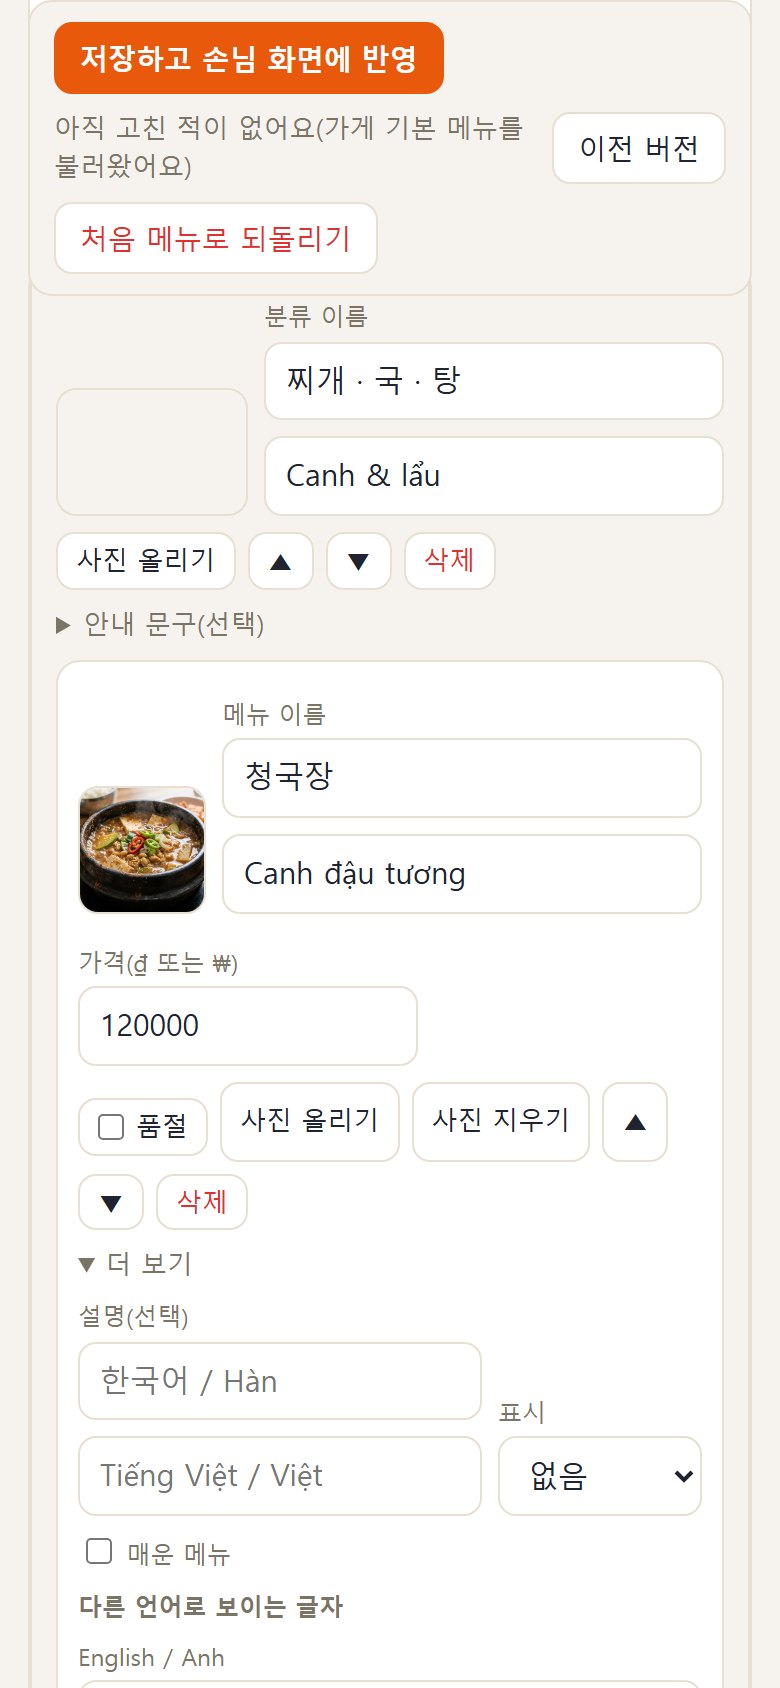 저장하고 손님 화면에 반영
아직 고친 적이 없어요(가게 기본 메뉴를
불러왔어요)
이전 버전
처음 메뉴로 되돌리기
분류 이름
찌개 · 국 · 탕
Canh & lẩu
사진 올리기 ▲ ▼ 삭제
▶ 안내 문구(선택)
메뉴 이름
청국장
Canh đậu tương
가격(₫ 또는 ₩)
120000
품절 사진 올리기 사진 지우기 ▲
▼ 삭제
▼ 더 보기
설명(선택)
한국어 / Hàn
표시
Tiếng Việt / Việt
없음
매운 메뉴
다른 언어로 보이는 글자
English / Anh